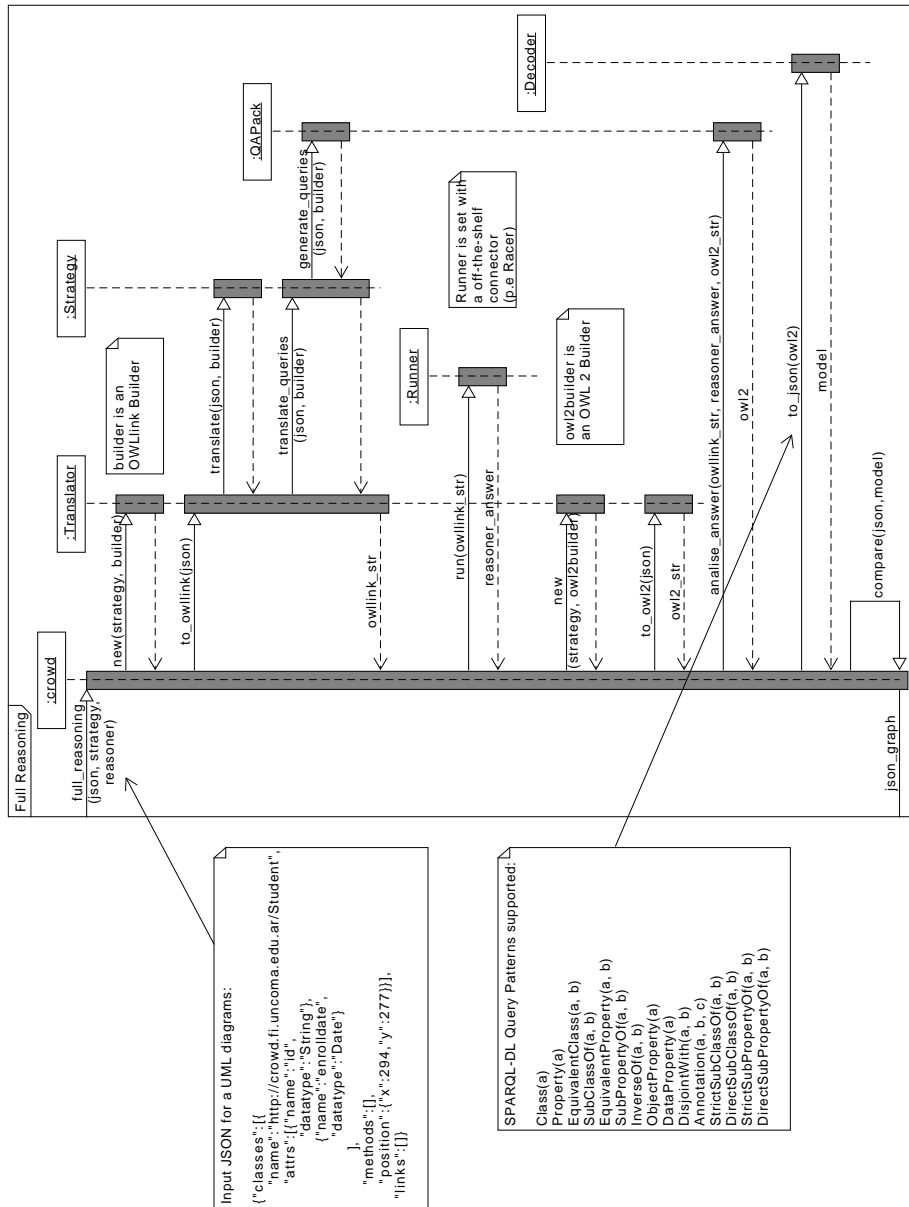 Full Reasoning
:crowd
:Translator
:Strategy
:QAPack
:Decoder
full_reasoning
(json, strategy,
reasoner)
new(strategy, builder)
builder is an
OWLlink Builder
to_owllink(json)
translate(json, builder)
translate_queries
(json, builder)
generate_queries
(json, builder)
owllink_str
:Runner
Runner is set with
a off-the-shelf
connector
(p.e Racer)
run(owllink_str)
reasoner_answer
owl2builder is
an OWL 2 Builder
new
(strategy, owl2builder)
to_owl2(json)
owl2_str
analise_answer(owllink_str, reasoner_answer, owl2_str)
owl2
to_json(owl2)
model
compare(json,model)
json_graph
Input JSON for a UML diagrams:
{"classes":[{
"name":"http://crowd.fi.uncoma.edu.ar/Student",
"attrs":[{"name":"id",
"datatype":"String"},
{"name":"enrolldate",
"datatype":"Date"}
],
"methods":[],
"position":{"x":294,"y":277}}],
"links":[]}
SPARQL-DL Query Patterns supported:
Class(a)
Property(a)
EquivalentClass(a, b)
SubClassOf(a, b)
EquivalentProperty(a, b)
SubPropertyOf(a, b)
InverseOf(a, b)
ObjectProperty(a)
DataProperty(a)
DisjointWith(a, b)
Annotation(a, b, c)
StrictSubClassOf(a, b)
DirectSubClassOf(a, b)
StrictSubPropertyOf(a, b)
DirectSubPropertyOf(a, b)